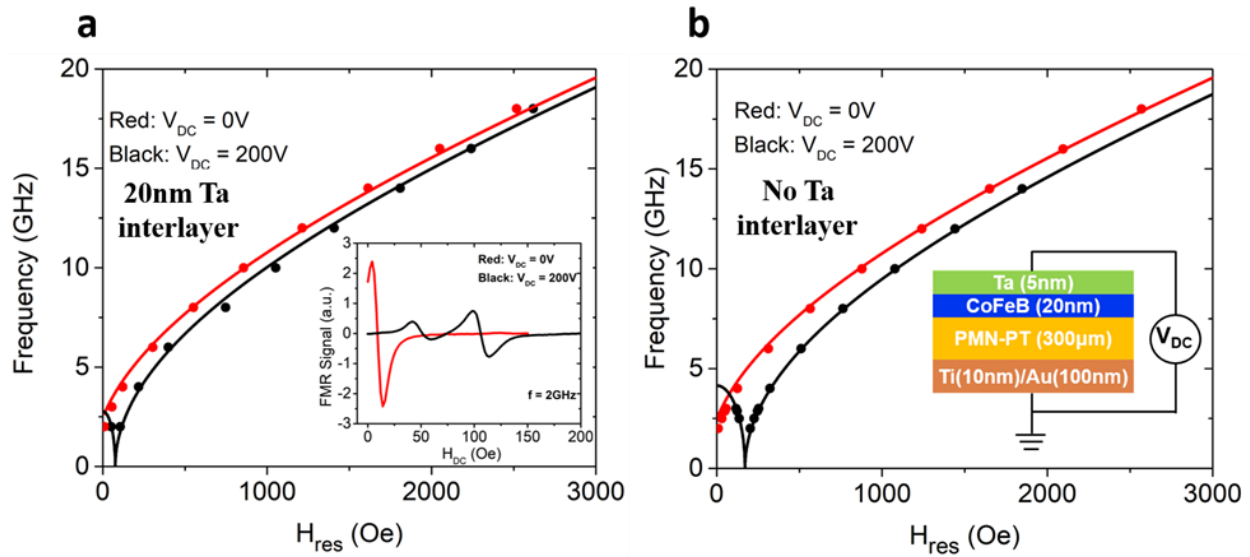 a
20
15
10
5
0
Frequency (GHz)
Red: V_DC = 0V
Black: V_DC = 200V
20nm Ta
interlayer
3
2
1
0
-1
-2
-3
FMR Signal (a.u.)
Red: V_DC = 0V
Black: V_DC = 200V
f = 2GHz
0 50 100 150 200
H_DC (Oe)
0 1000 2000 3000
H_res (Oe)
b
20
15
10
5
0
Frequency (GHz)
Red: V_DC = 0V
Black: V_DC = 200V
No Ta
interlayer
Ta (5nm)
CoFeB (20nm)
PMN-PT (300μm)
Ti(10nm)/Au(100nm)
V_DC
0 1000 2000 3000
H_res (Oe)